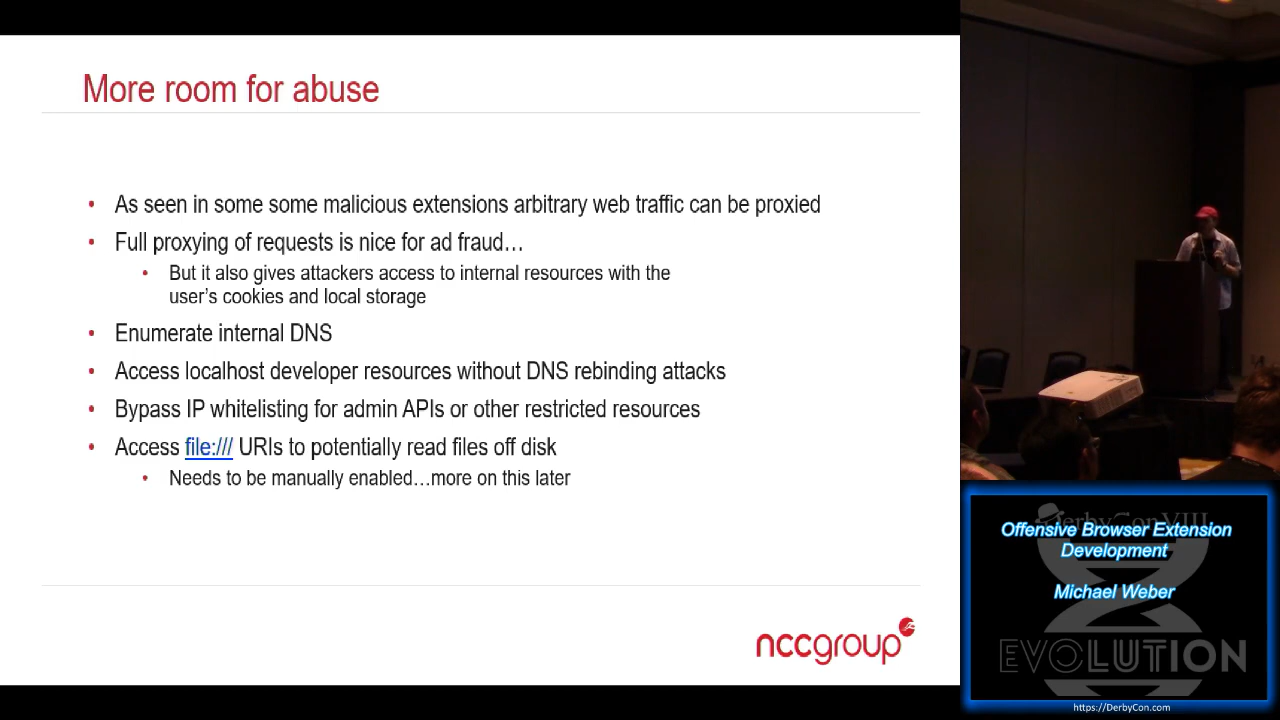 More room for abuse
• As seen in some some malicious extensions arbitrary web traffic can be proxied
• Full proxying of requests is nice for ad fraud…
• But it also gives attackers access to internal resources with the
user's cookies and local storage
• Enumerate internal DNS
• Access localhost developer resources without DNS rebinding attacks
• Bypass IP whitelisting for admin APIs or other restricted resources
• Access file:/// URIs to potentially read files off disk
• Needs to be manually enabled…more on this later
nccgroup
DerbyCon VIII
Offensive Browser Extension
Development
Michael Weber
EVOLUTION
https://DerbyCon.com